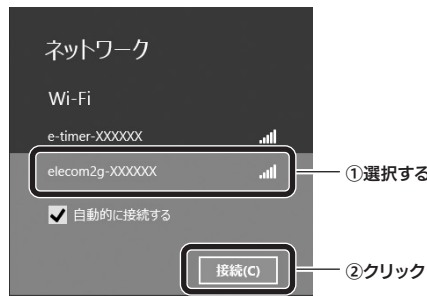 ネットワーク
Wi-Fi
e-timer-XXXXXX
elecom2g-XXXXXX
①選択する
自動的に接続する
接続(C)
②クリック